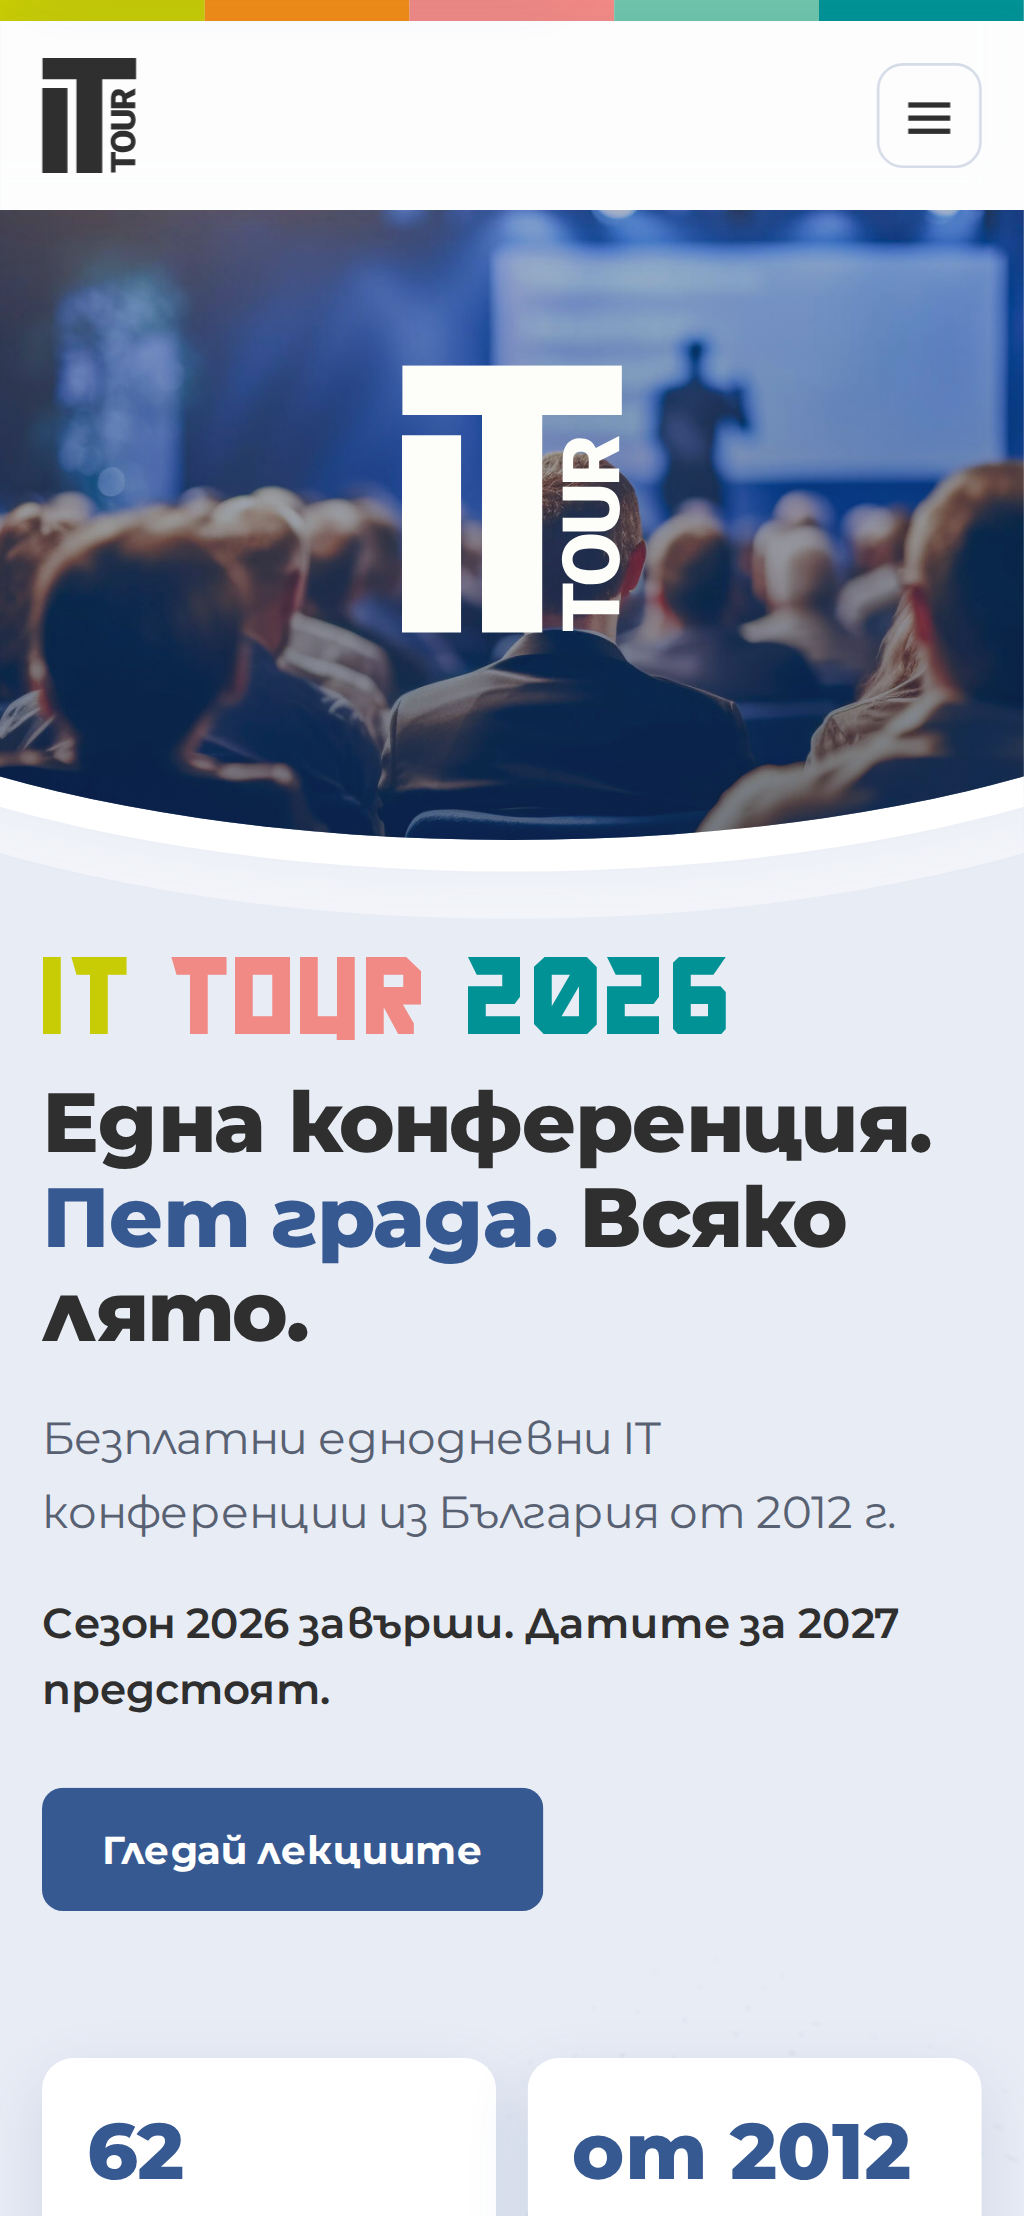 iT TOUR
iT TOUR
IT TOUR 2026
Една конференция.
Пет града. Всяко
лято.
Безплатни еднодневни IT
конференции из България от 2012 г.
Сезон 2026 завърши. Датите за 2027
предстоят.
Гледай лекциите
62
от 2012